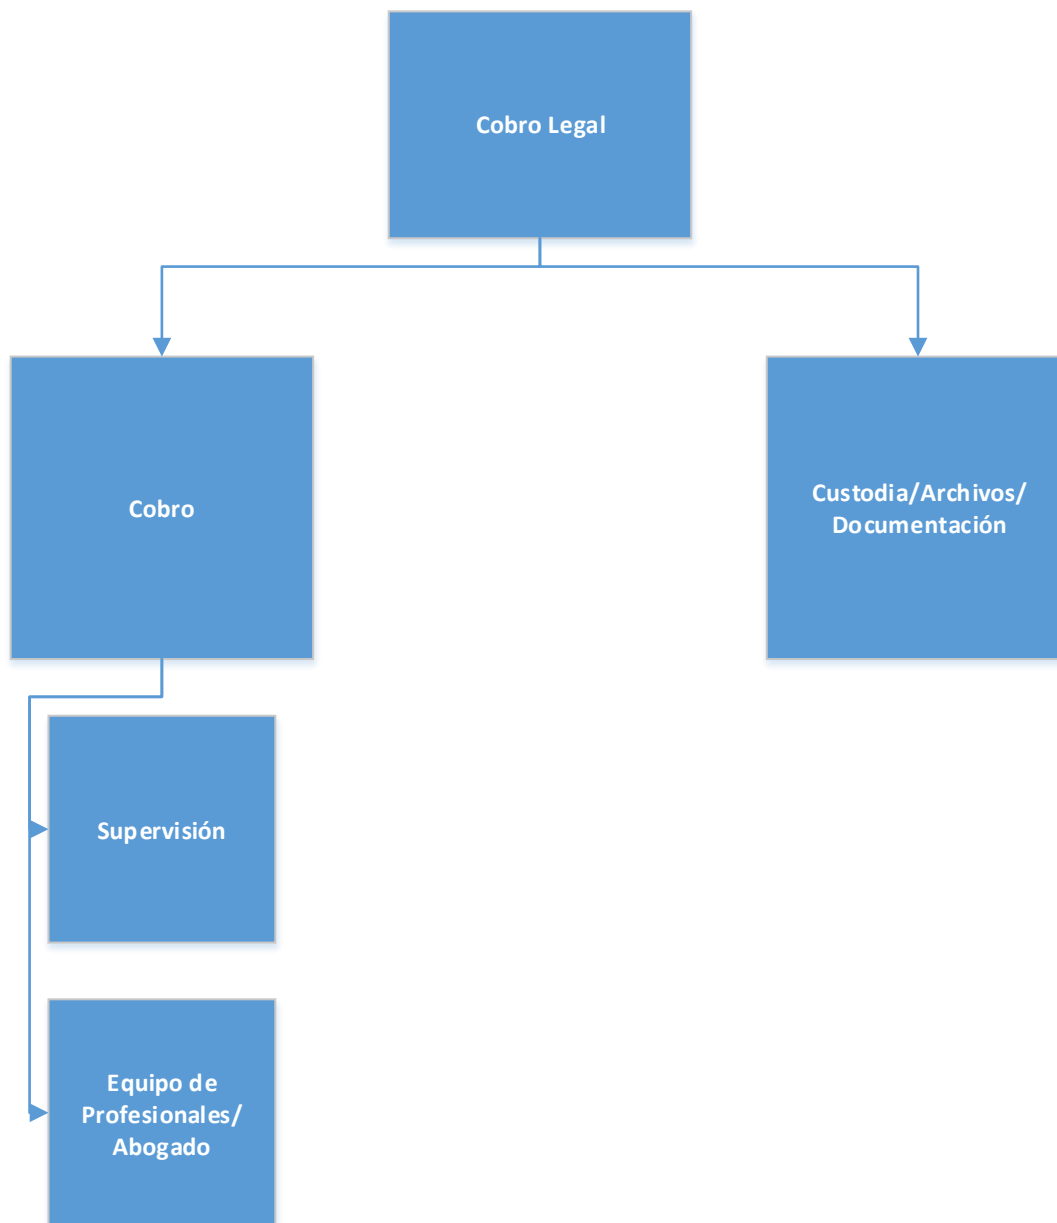 Cobro Legal
Cobro
Custodia/Archivos/
Documentación
Supervisión
Equipo de
Profesionales/
Abogado